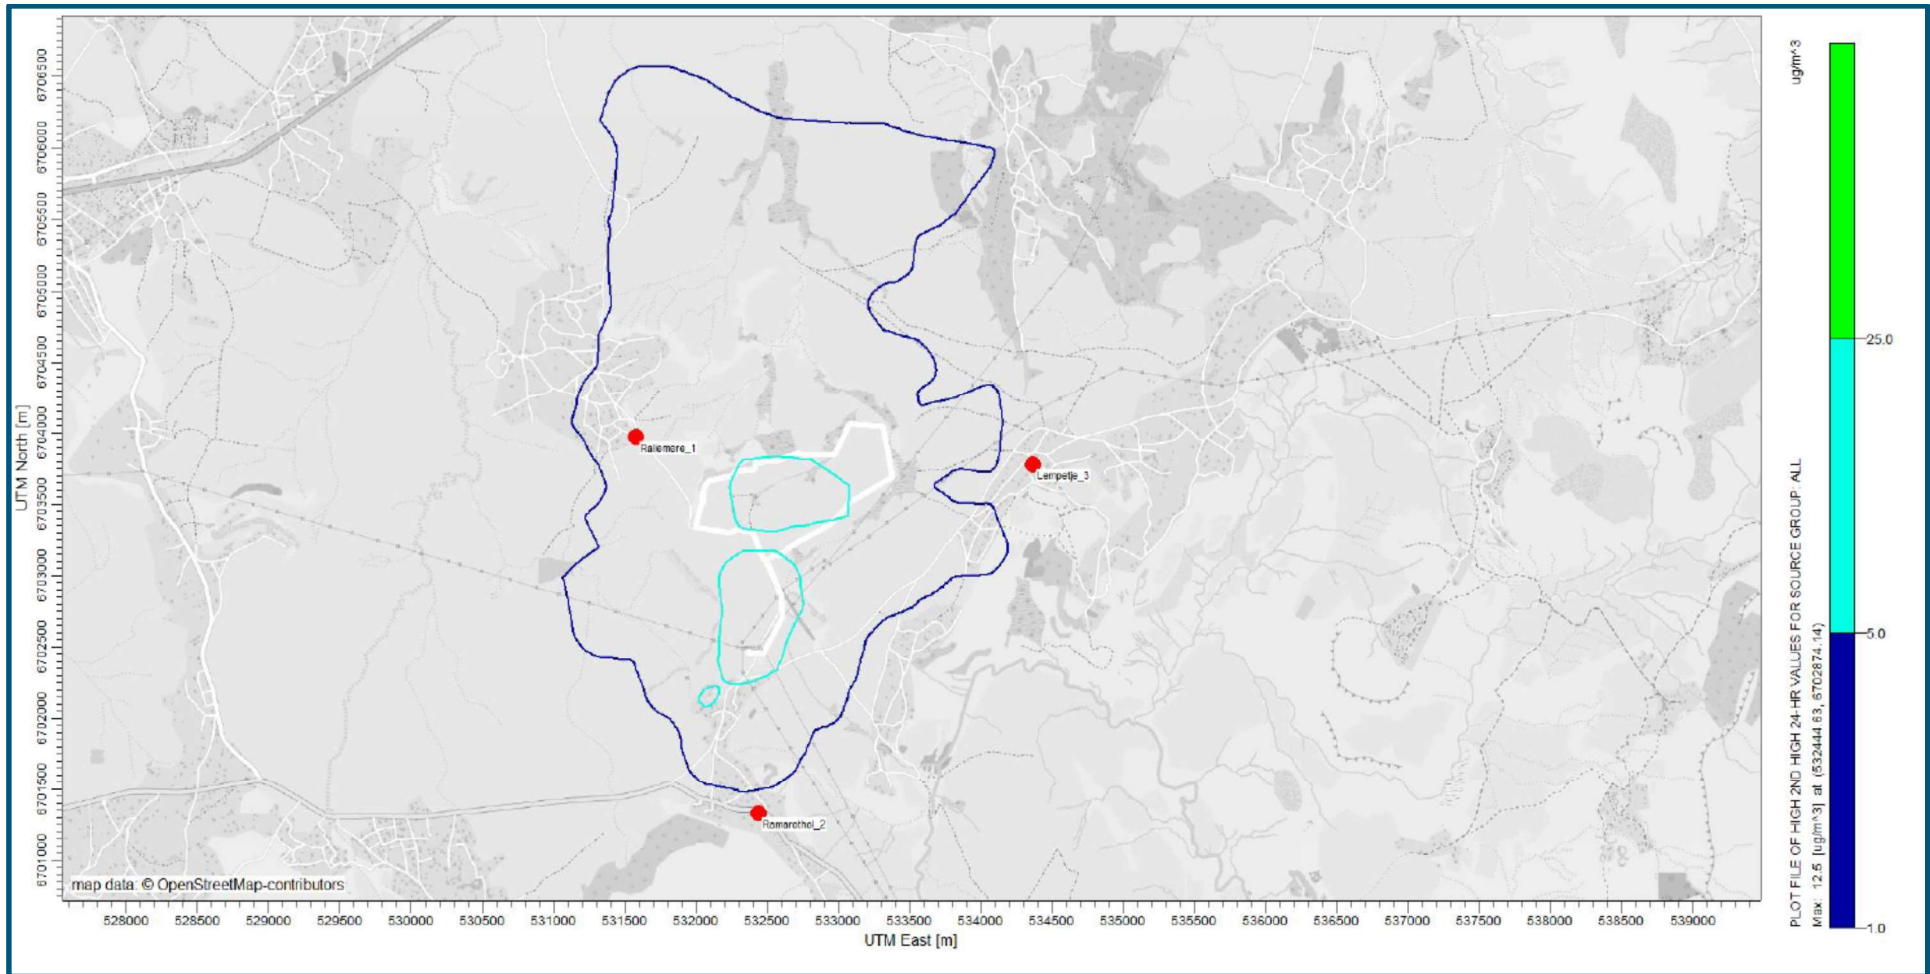 6706500
6706000
6705500
6705000
6704500
6704000
6703500
6703000
6702500
6702000
6701500
6701000
UTM North [m]
Rallemere_1
Lempetje_3
Ramarothol_2
map data: © OpenStreetMap-contributors
528000 528500 529000 529500 530000 530500 531000 531500 532000 532500 533000 533500 534000 534500 535000 535500 536000 536500 537000 537500 538000 538500 539000
UTM East [m]
PLOT FILE OF HIGH 2ND HIGH 24-HR VALUES FOR SOURCE GROUP: ALL
Max: 12.5 [ug/m^3] at (532444.63, 6702874.14)
ug/m^3
25.0
5.0
1.0